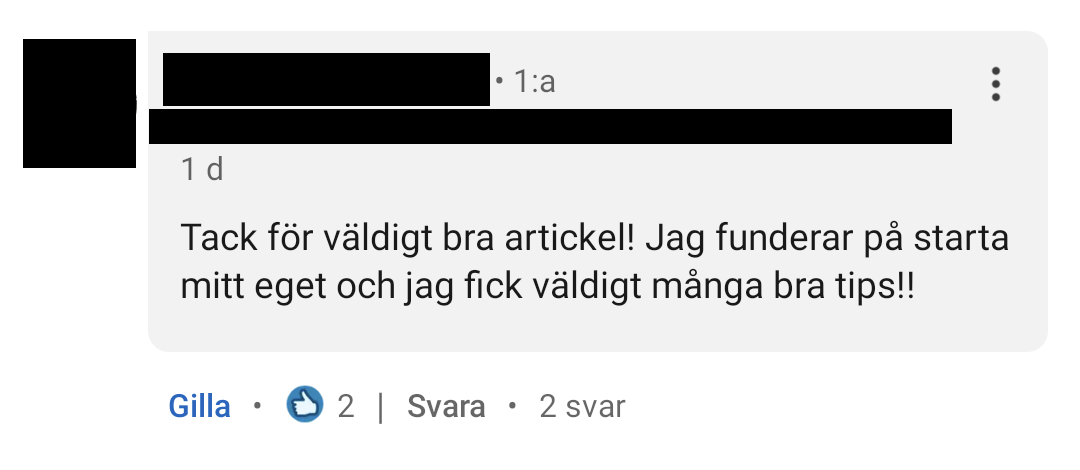 • 1:a
1 d
Tack för väldigt bra artickel! Jag funderar på starta
mitt eget och jag fick väldigt många bra tips!!
Gilla • 2 | Svara • 2 svar